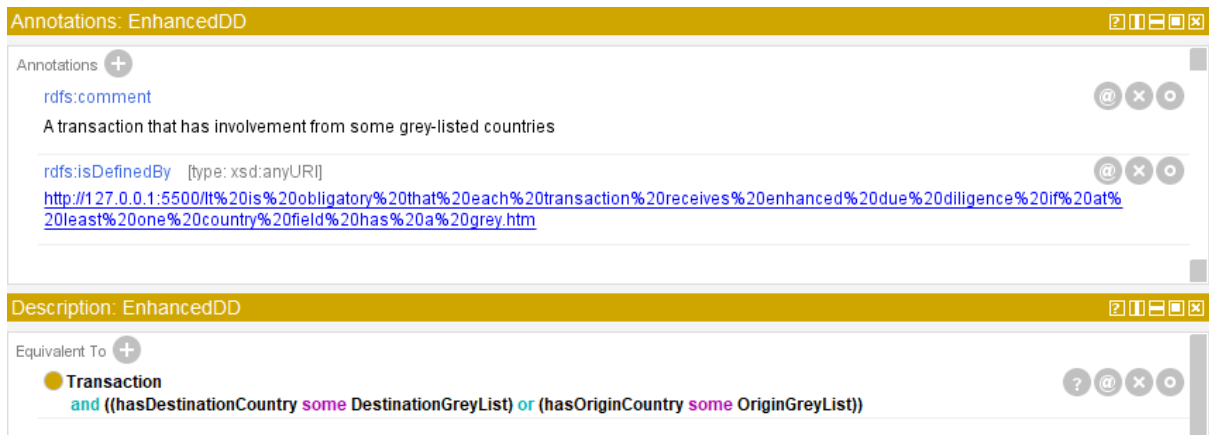 Annotations: EnhancedDD
Annotations
rdfs:comment
A transaction that has involvement from some grey-listed countries
rdfs:isDefinedBy [type: xsd:anyURI]
http://127.0.0.1:5500/It%20is%20obligatory%20that%20each%20transaction%20receives%20enhanced%20due%20diligence%20if%20at%
20least%20one%20country%20field%20has%20a%20grey.htm
Description: EnhancedDD
Equivalent To
Transaction
and ((hasDestinationCountry some DestinationGreyList) or (hasOriginCountry some OriginGreyList))